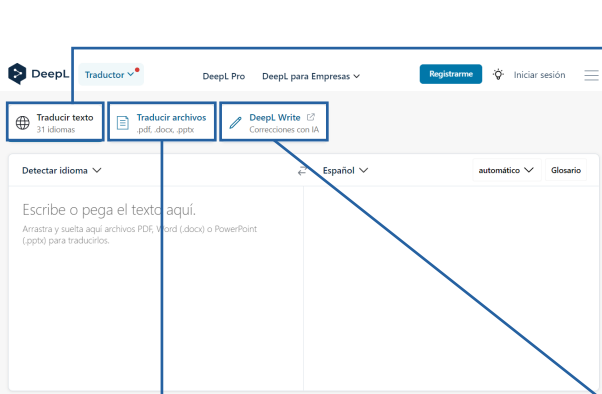 DeepL
Traductor
DeepL Pro
DeepL para Empresas
Registrarme
Iniciar sesión
Traducir texto
31 idiomas
Traducir archivos
.pdf, .docx, .pptx
DeepL Write
Correcciones con IA
Detectar idioma
Español
automático
Glosario
Escribe o pega el texto aquí.
Arrastra y suelta aquí archivos PDF, Word (.docx) o PowerPoint
(.pptx) para traducirlos.